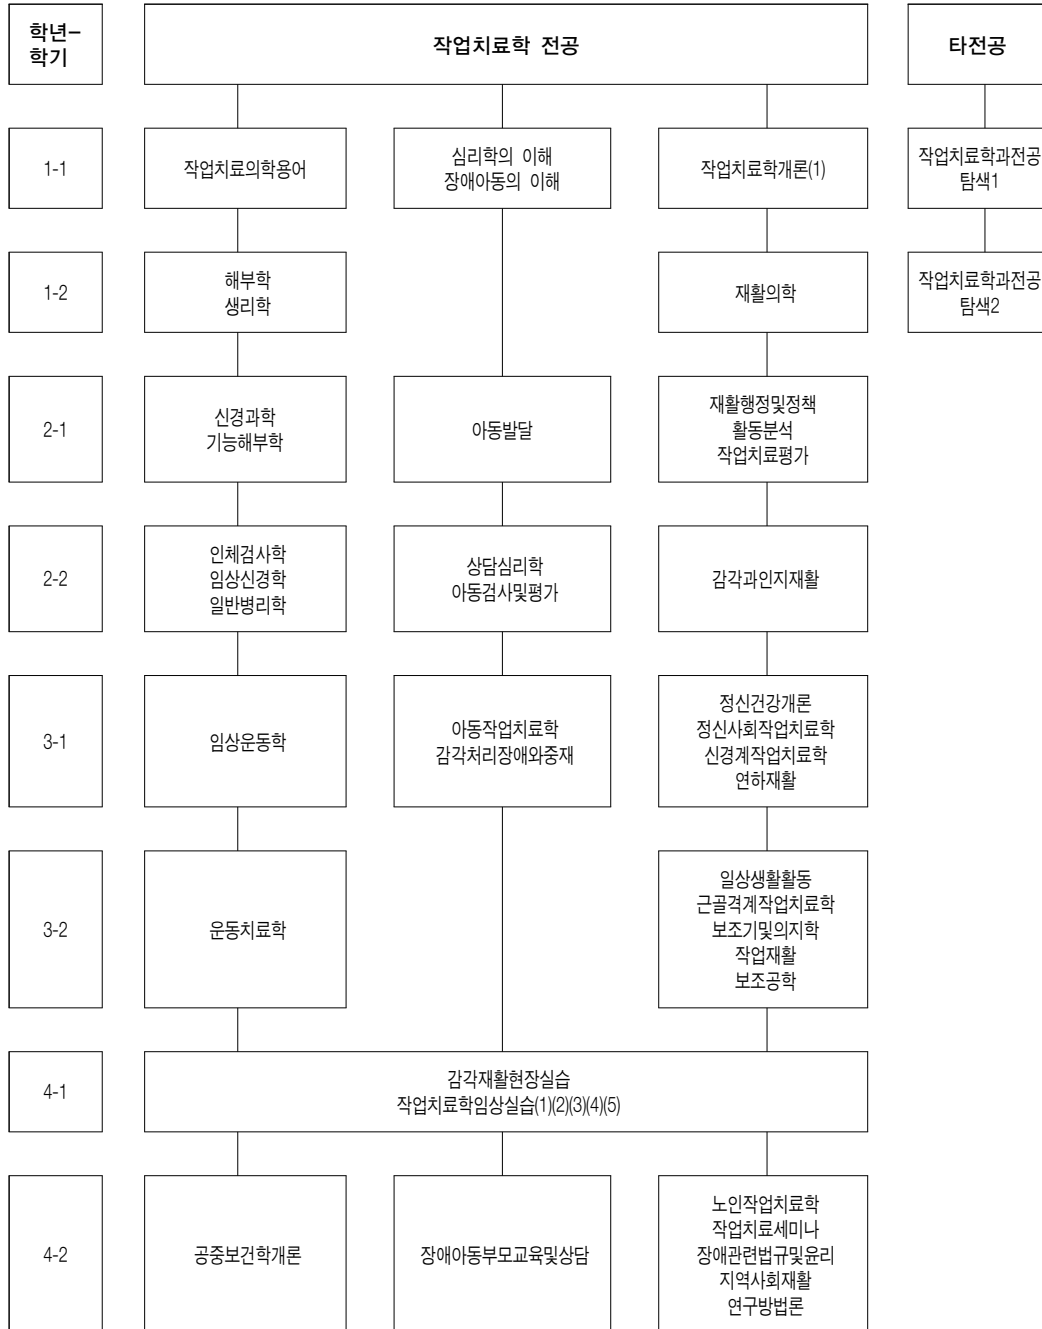 학년-
학기
작업치료학 전공
타전공
1-1
작업치료의학용어
심리학의 이해
장애아동의 이해
작업치료학개론(1)
작업치료학과전공
탐색1
1-2
해부학
생리학
재활의학
작업치료학과전공
탐색2
2-1
신경과학
기능해부학
아동발달
재활행정및정책
활동분석
작업치료평가
2-2
인체검사학
임상신경학
일반병리학
상담심리학
아동검사및평가
감각과인지재활
3-1
임상운동학
아동작업치료학
감각처리장애와중재
정신건강개론
정신사회작업치료학
신경계작업치료학
연하재활
3-2
운동치료학
일상생활활동
근골격계작업치료학
보조기및의지학
작업재활
보조공학
4-1
감각재활현장실습
작업치료학임상실습(1)(2)(3)(4)(5)
4-2
공중보건학개론
장애아동부모교육및상담
노인작업치료학
작업치료세미나
장애관련법규및윤리
지역사회재활
연구방법론